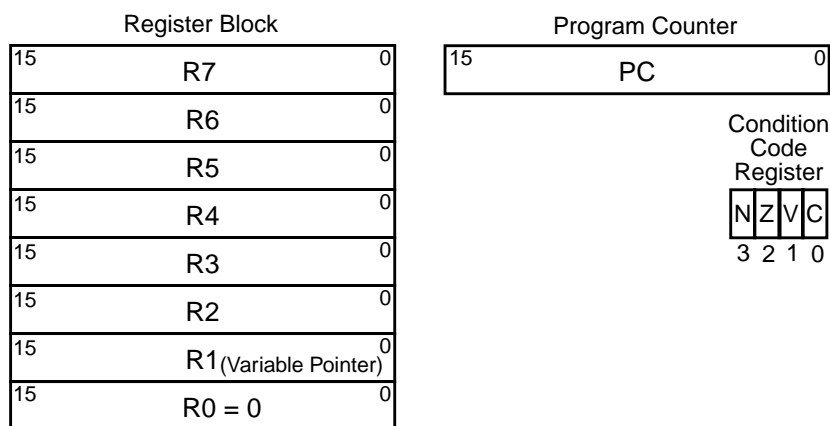 Register Block
15 R7 0
15 R6 0
15 R5 0
15 R4 0
15 R3 0
15 R2 0
15 R1(Variable Pointer) 0
15 R0 = 0 0
Program Counter
15 PC 0
Condition
Code
Register
N Z V C
3 2 1 0